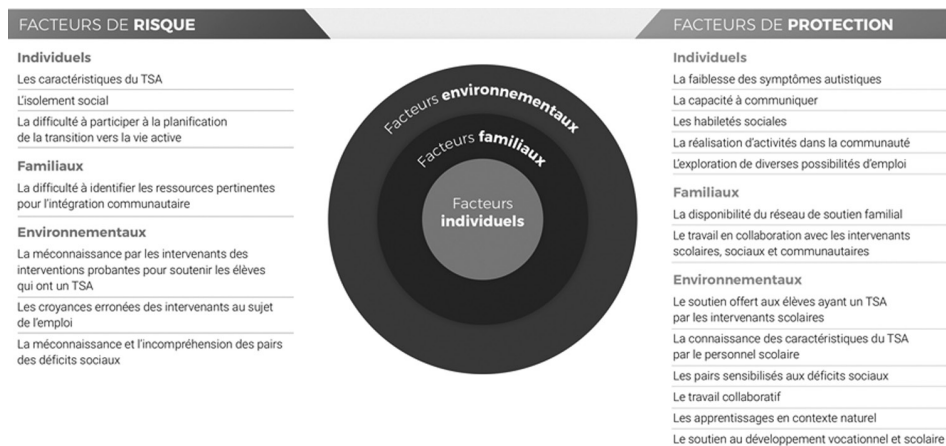 FACTEURS DE RISQUE
Individuels
Les caractéristiques du TSA
L'isolement social
La difficulté à participer à la planification
de la transition vers la vie active
Familiaux
La difficulté à identifier les ressources pertinentes
pour l'intégration communautaire
Environnementaux
La méconnaissance par les intervenants des
interventions probantes pour soutenir les élèves
qui ont un TSA
Les croyances erronées des intervenants au sujet
de l'emploi
La méconnaissance et l'incompréhension des pairs
des déficits sociaux
Facteurs environnementaux
Facteurs familiaux
Facteurs
individuels
FACTEURS DE PROTECTION
Individuels
La faiblesse des symptômes autistiques
La capacité à communiquer
Les habiletés sociales
La réalisation d'activités dans la communauté
L'exploration de diverses possibilités d'emploi
Familiaux
La disponibilité du réseau de soutien familial
Le travail en collaboration avec les intervenants
scolaires, sociaux et communautaires
Environnementaux
Le soutien offert aux élèves ayant un TSA
par les intervenants scolaires
La connaissance des caractéristiques du TSA
par le personnel scolaire
Les pairs sensibilisés aux déficits sociaux
Le travail collaboratif
Les apprentissages en contexte naturel
Le soutien au développement vocationnel et scolaire